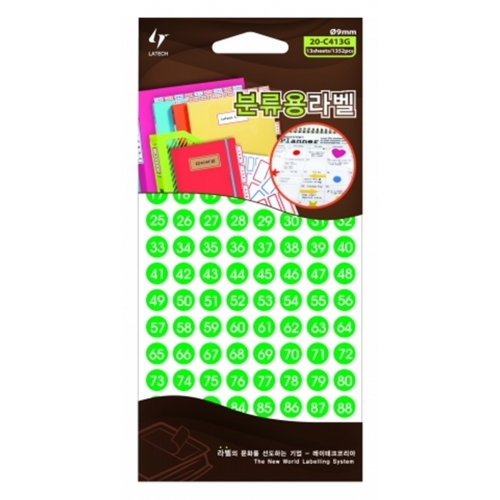 LATECH
Ø9mm
20-C413G
13sheets/1352pcs
분류용라벨
Planner
17 18 19
25 26 27 28 29 30 31 32
33 34 35 36 37 38 39 40
41 42 43 44 45 46 47 48
49 50 51 52 53 54 55 56
57 58 59 60 61 62 63 64
65 66 67 68 69 70 71 72
73 74 75 76 77 78 79 80
84 85 86 87 88
라벨의 문화를 선도하는 기업 - 레이테크코리아
The New World Labelling System